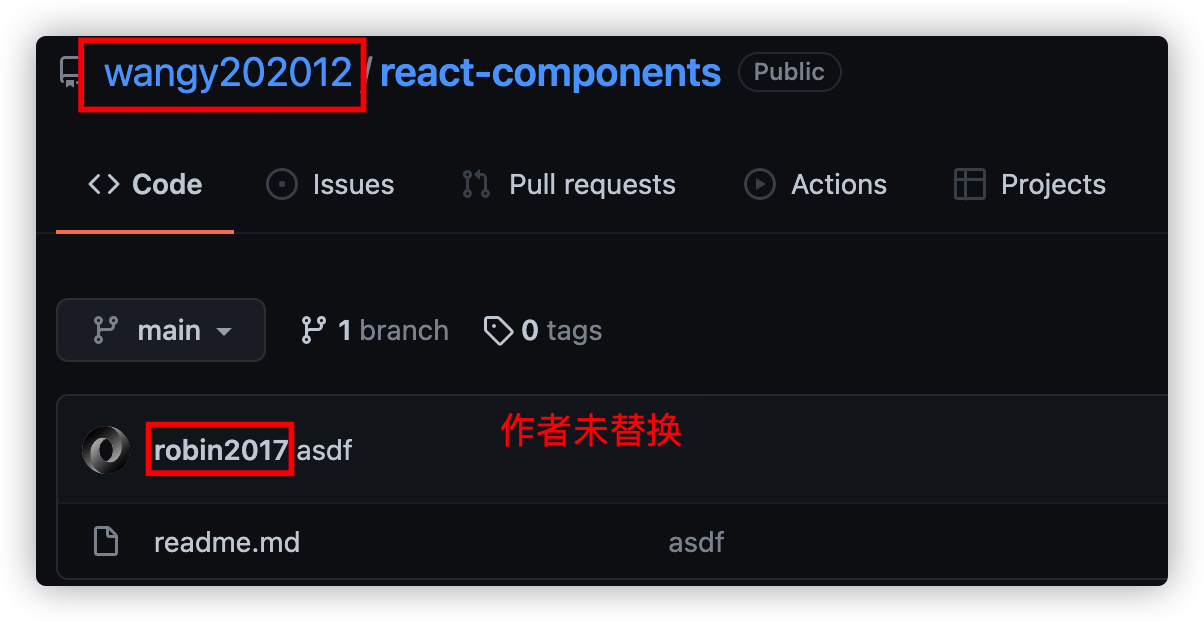 wangy202012/react-components Public
Code Issues Pull requests Actions Projects
main 1 branch 0 tags
作者未替换
robin2017 asdf
readme.md asdf